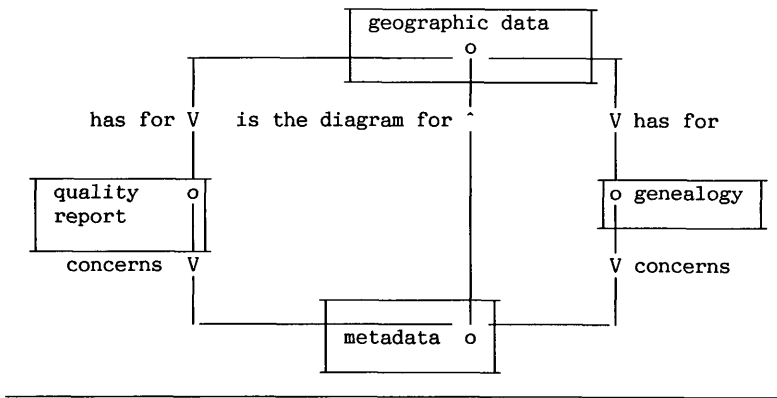 geographic data
o
has for V is the diagram for ^ V has for
quality o o genealogy
report
concerns V V concerns
metadata o